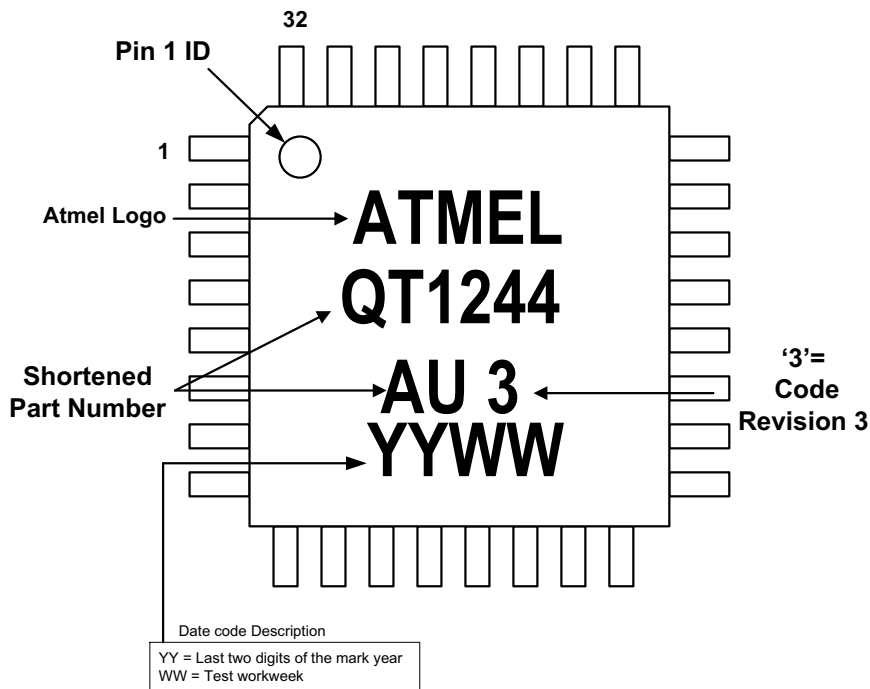 32
Pin 1 ID
1
Atmel Logo
ATMEL
QT1244
Shortened
Part Number
AU 3
‘3’=
Code
Revision 3
YYWW
Date code Description
YY = Last two digits of the mark year
WW = Test workweek